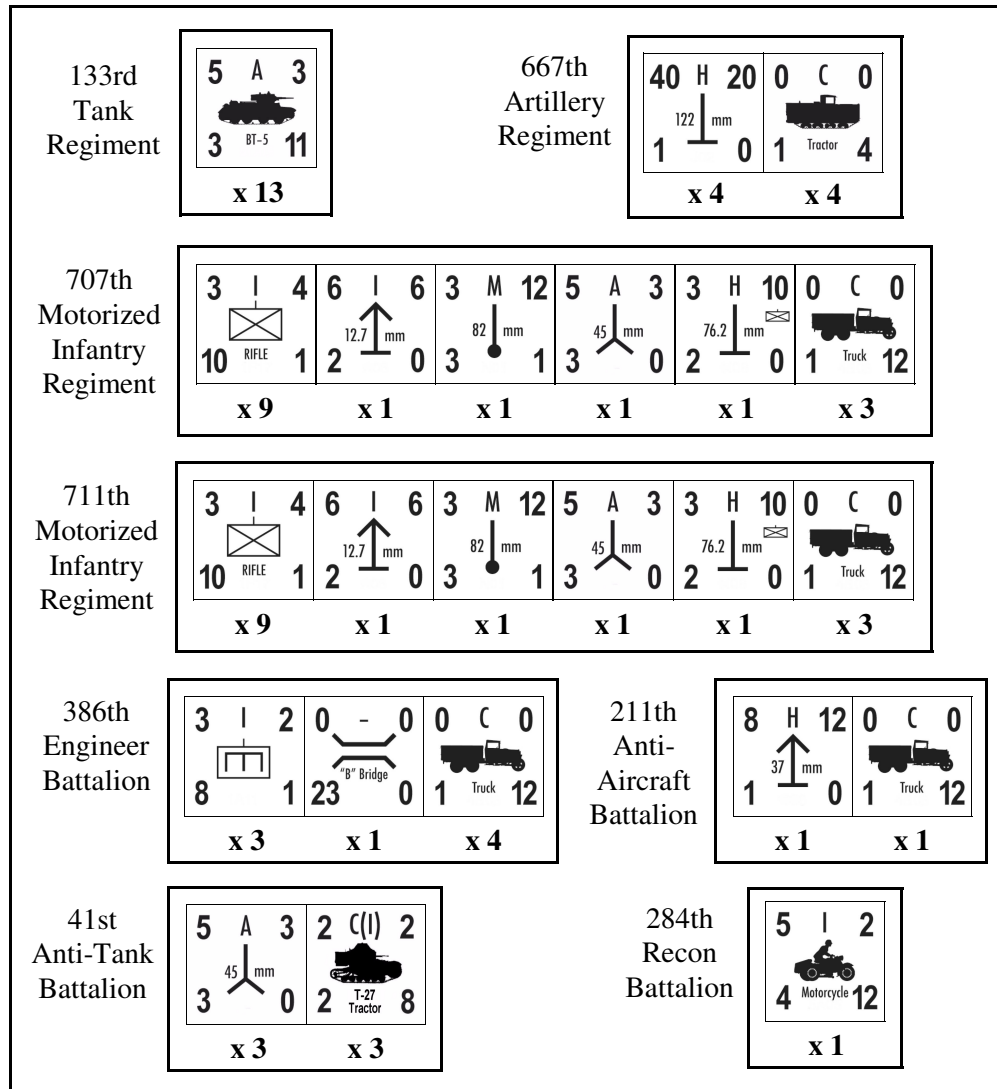 133rd
Tank
Regiment
5 A 3
BT-5
3 11
x 13
667th
Artillery
Regiment
40 H 20 0 C 0
122 mm
1 0 1 Tractor 4
x 4 x 4
707th
Motorized
Infantry
Regiment
3 I 4 6 I 6 3 M 12 5 A 3 3 H 10 0 C 0
12.7 mm 82 mm 45 mm 76.2 mm
RIFLE Truck
10 1 2 0 3 1 3 0 2 0 1 12
x 9 x 1 x 1 x 1 x 1 x 3
711th
Motorized
Infantry
Regiment
3 I 4 6 I 6 3 M 12 5 A 3 3 H 10 0 C 0
12.7 mm 82 mm 45 mm 76.2 mm
RIFLE Truck
10 1 2 0 3 1 3 0 2 0 1 12
x 9 x 1 x 1 x 1 x 1 x 3
386th
Engineer
Battalion
3 I 2 0 - 0 0 C 0
"B" Bridge Truck
8 1 23 0 1 12
x 3 x 1 x 4
211th
Anti-
Aircraft
Battalion
8 H 12 0 C 0
37 mm Truck
1 0 1 12
x 1 x 1
41st
Anti-Tank
Battalion
5 A 3 2 C(I) 2
45 mm T-27
Tractor
3 0 2 8
x 3 x 3
284th
Recon
Battalion
5 I 2
4 Motorcycle 12
x 1